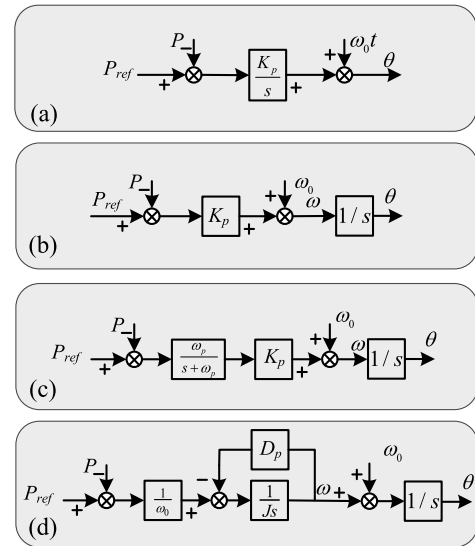 P_ref + P − K_p/s + + ω_0 t θ
(a)
P_ref + P − K_p + + ω_0 ω 1/s θ
(b)
P_ref + P − ω_p/(s+ω_p) K_p + + ω_0 ω 1/s θ
(c)
P_ref + P − 1/ω_0 + − D_p 1/Js ω + + ω_0 1/s θ
(d)